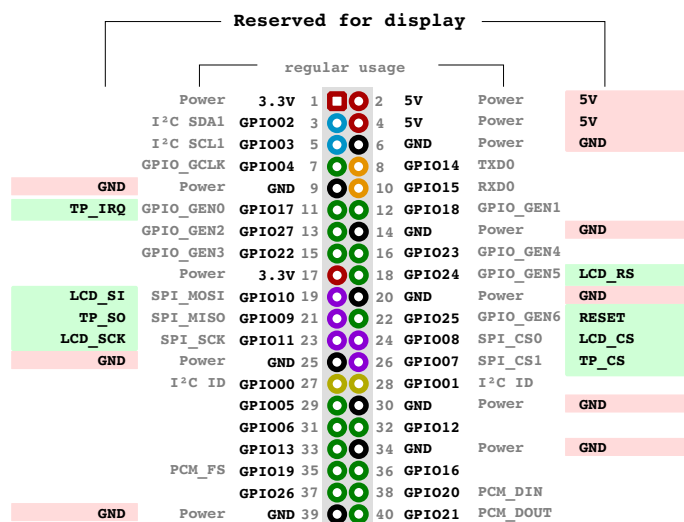 Reserved for display
regular usage
Power 3.3V 1 2 5V Power 5V
I²C SDA1 GPIO02 3 4 5V Power 5V
I²C SCL1 GPIO03 5 6 GND Power GND
GPIO_GCLK GPIO04 7 8 GPIO14 TXD0
GND Power GND 9 10 GPIO15 RXD0
TP_IRQ GPIO_GEN0 GPIO17 11 12 GPIO18 GPIO_GEN1
GPIO_GEN2 GPIO27 13 14 GND Power GND
GPIO_GEN3 GPIO22 15 16 GPIO23 GPIO_GEN4
Power 3.3V 17 18 GPIO24 GPIO_GEN5 LCD_RS
LCD_SI SPI_MOSI GPIO10 19 20 GND Power GND
TP_SO SPI_MISO GPIO09 21 22 GPIO25 GPIO_GEN6 RESET
LCD_SCK SPI_SCK GPIO11 23 24 GPIO08 SPI_CS0 LCD_CS
GND Power GND 25 26 GPIO07 SPI_CS1 TP_CS
I²C ID GPIO00 27 28 GPIO01 I²C ID
GPIO05 29 30 GND Power GND
GPIO06 31 32 GPIO12
GPIO13 33 34 GND Power GND
PCM_FS GPIO19 35 36 GPIO16
GPIO26 37 38 GPIO20 PCM_DIN
GND Power GND 39 40 GPIO21 PCM_DOUT